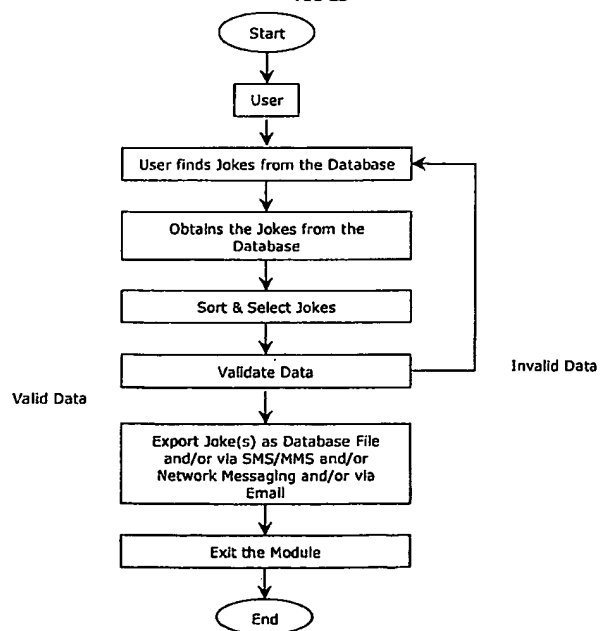 Start
User
User finds Jokes from the Database
Obtains the Jokes from the
Database
Sort & Select Jokes
Validate Data
Invalid Data
Valid Data
Export Joke(s) as Database File
and/or via SMS/MMS and/or
Network Messaging and/or via
Email
Exit the Module
End